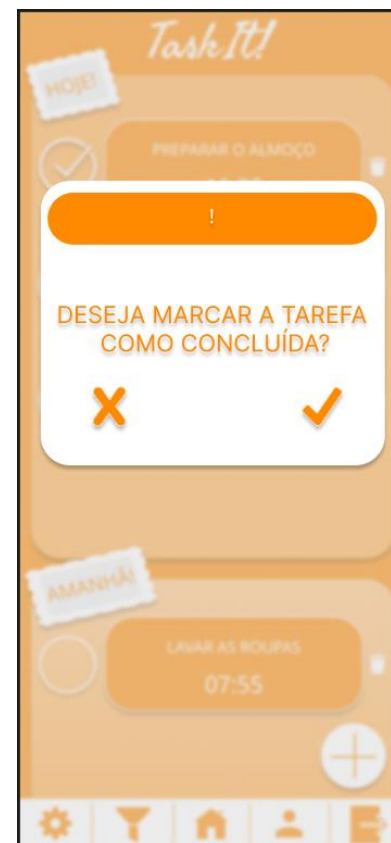 Task It!
HOJE!
PREPARAR O ALMOÇO
!
DESEJA MARCAR A TAREFA
COMO CONCLUÍDA?
AMANHÃ!
LAVAR AS ROUPAS
07:55